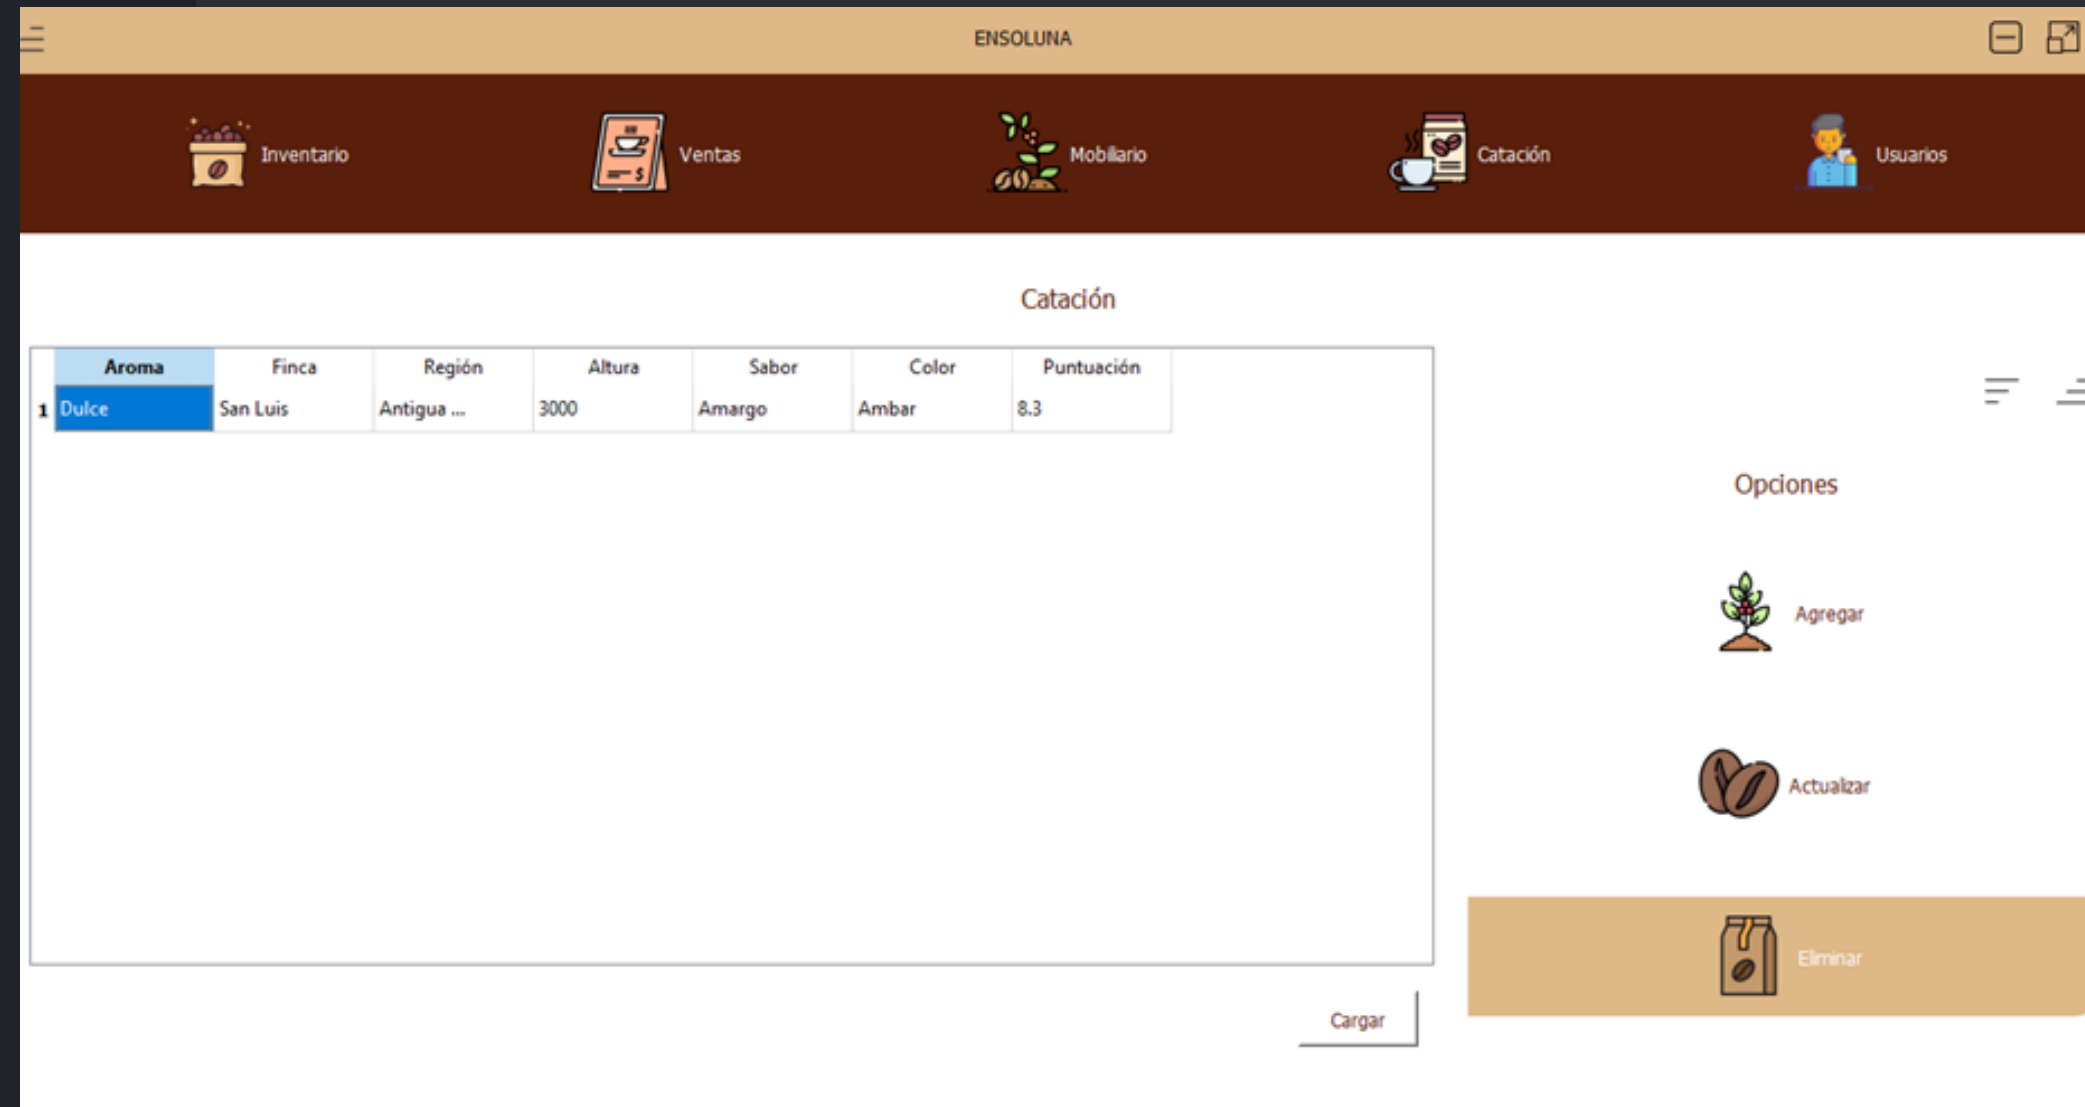 ENSOLUNA
Inventario Ventas Mobiliario Catación Usuarios
Catación
Aroma Finca Región Altura Sabor Color Puntuación
1 Dulce San Luis Antigua ... 3000 Amargo Ambar 8.3
Opciones
Agregar
Actualizar
Eliminar
Cargar